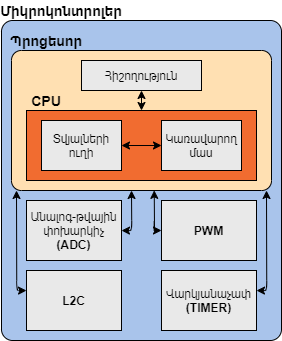 Միկրոկոնտրոլեր
Պրոցեսոր
Հիշողություն
CPU
Տվյալների
ուղի
Կառավարող
մաս
Անալոգ-թվային
փոխարկիչ
(ADC)
PWM
L2C
Վարկյանաչափ
(TIMER)